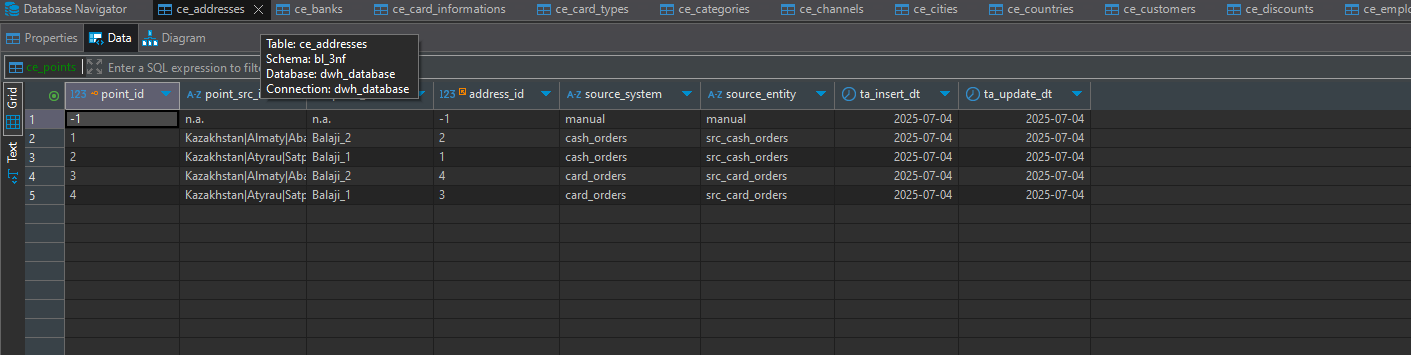 Database Navigator ce_addresses ce_banks ce_card_informations ce_card_types ce_categories ce_channels ce_cities ce_countries ce_customers ce_discounts ce_emplo
Properties Data Diagram
Table: ce_addresses
Schema: bl_3nf
Database: dwh_database
Connection: dwh_database
ce_points Enter a SQL expression to filte
Grid
Text
123 point_id A-Z point_src_i 123 address_id A-Z source_system A-Z source_entity ta_insert_dt ta_update_dt
1 -1 n.a. n.a. -1 manual manual 2025-07-04 2025-07-04
2 1 Kazakhstan|Almaty|Aba Balaji_2 2 cash_orders src_cash_orders 2025-07-04 2025-07-04
3 2 Kazakhstan|Atyrau|Satp Balaji_1 1 cash_orders src_cash_orders 2025-07-04 2025-07-04
4 3 Kazakhstan|Almaty|Aba Balaji_2 4 card_orders src_card_orders 2025-07-04 2025-07-04
5 4 Kazakhstan|Atyrau|Satp Balaji_1 3 card_orders src_card_orders 2025-07-04 2025-07-04